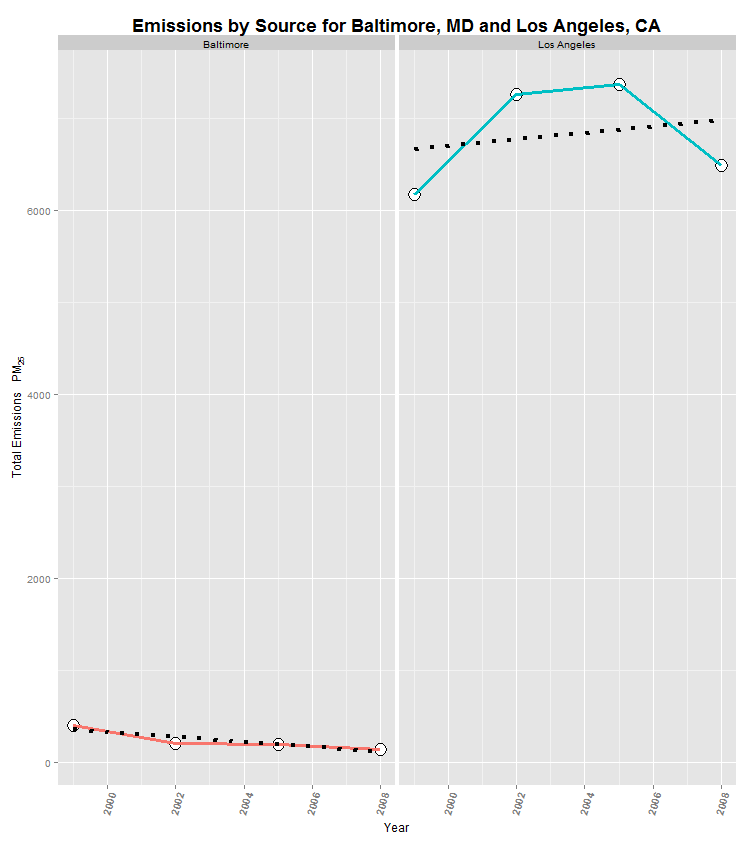 Emissions by Source for Baltimore, MD and Los Angeles, CA
Baltimore
Los Angeles
6000
4000
2000
0
Total Emissions PM25
2000
2002
2004
2006
2008
2000
2002
2004
2006
2008
Year